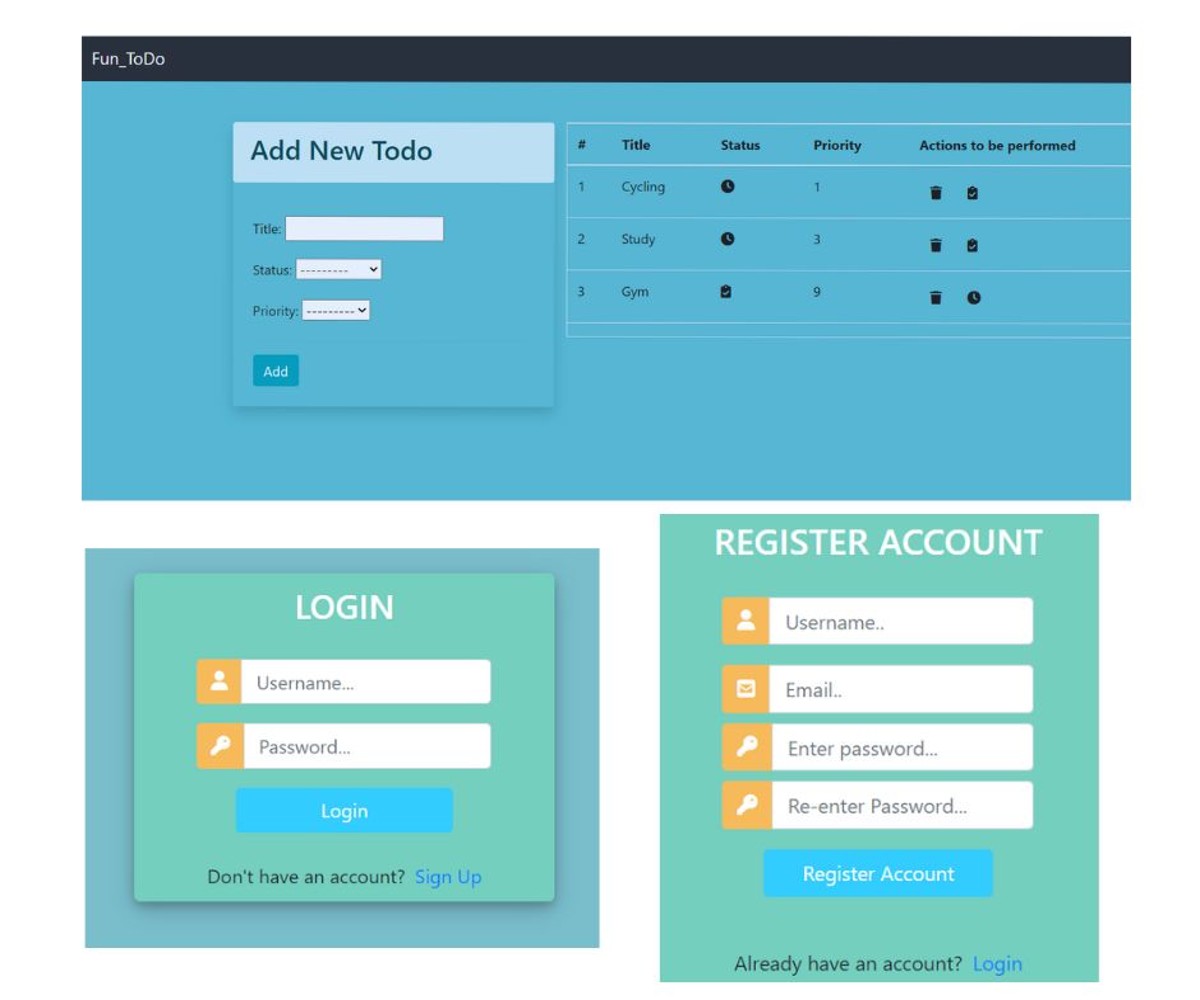 Fun_ToDo
Add New Todo
Title:
Status: ---------
Priority: ---------
Add
# Title Status Priority Actions to be performed
1 Cycling 1
2 Study 3
3 Gym 9
LOGIN
Username...
Password...
Login
Don't have an account? Sign Up
REGISTER ACCOUNT
Username..
Email..
Enter password...
Re-enter Password...
Register Account
Already have an account? Login